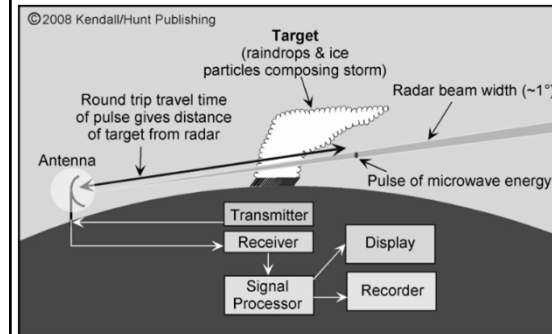 ©2008 Kendall/Hunt Publishing
Target
(raindrops & ice
particles composing storm)
Radar beam width (~1°)
Round trip travel time
of pulse gives distance
of target from radar
Antenna
Pulse of microwave energy
Transmitter
Receiver
Display
Signal
Processor
Recorder